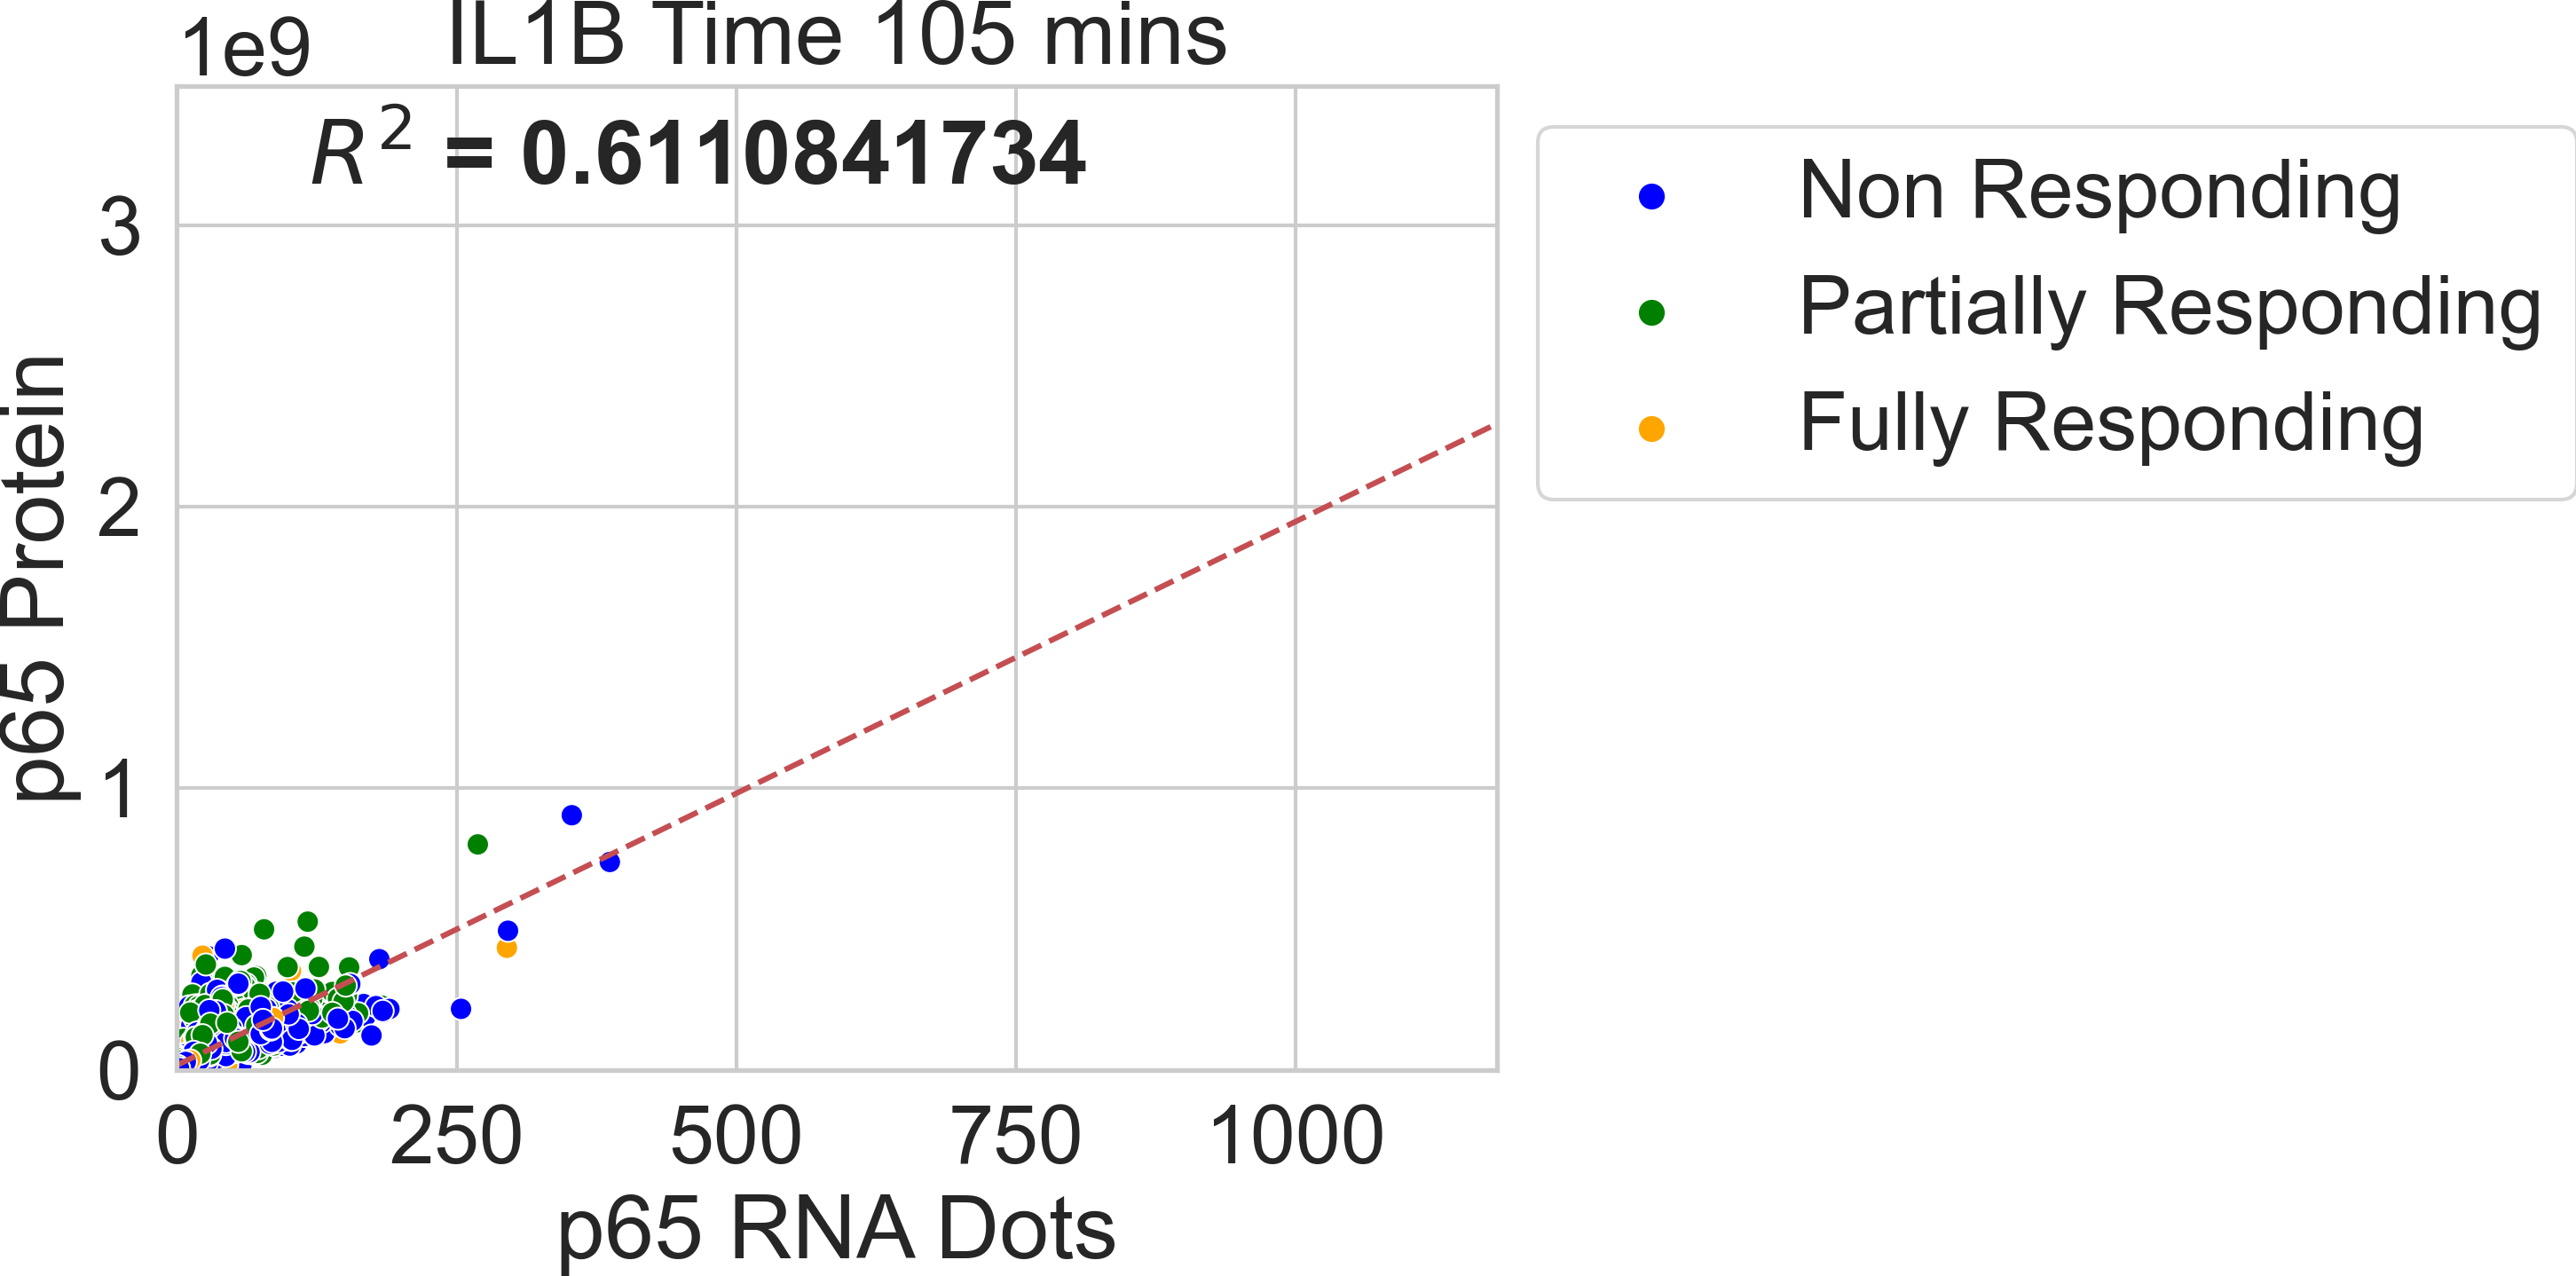 IL1B Time 105 mins
1e9
R² = 0.6110841734
Non Responding
Partially Responding
Fully Responding
p65 Protein
3
2
1
0
0 250 500 750 1000
p65 RNA Dots